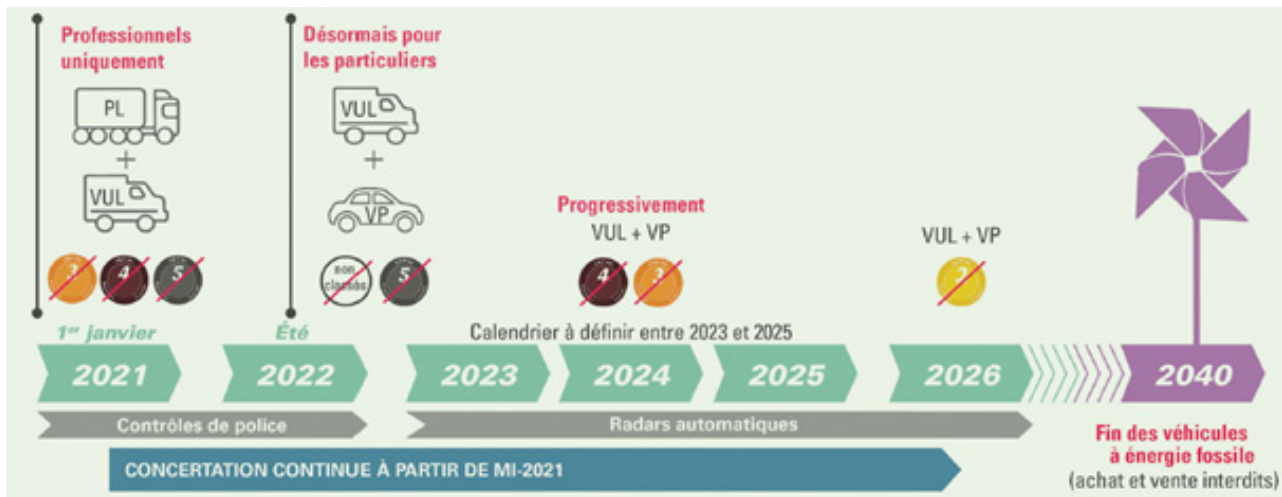 Professionnels
uniquement
PL
+
VUL
3 4 5
1er janvier
2021
Désormais pour
les particuliers
VUL
+
VP
non
classés
5
Été
2022
Progressivement
VUL + VP
4 3
Calendrier à définir entre 2023 et 2025
2023 2024 2025
VUL + VP
2
2026
2040
Contrôles de police
Radars automatiques
CONCERTATION CONTINUE À PARTIR DE MI-2021
Fin des véhicules
à énergie fossile
(achat et vente interdits)